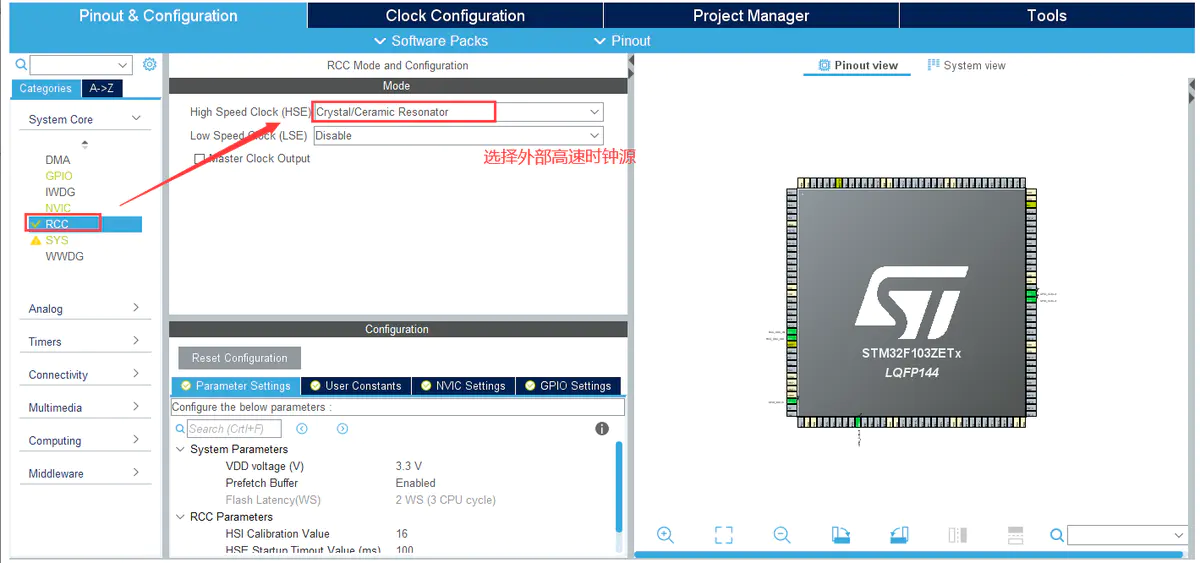 Pinout & Configuration
Clock Configuration
Project Manager
Tools
Software Packs
Pinout
Categories
A->Z
System Core
DMA
GPIO
IWDG
NVIC
RCC
SYS
WWDG
Analog
Timers
Connectivity
Multimedia
Computing
Middleware
RCC Mode and Configuration
Mode
High Speed Clock (HSE) Crystal/Ceramic Resonator
Low Speed Clock (LSE) Disable
Master Clock Output
选择外部高速时钟源
Configuration
Reset Configuration
Parameter Settings
User Constants
NVIC Settings
GPIO Settings
Configure the below parameters :
Search (CrtI+F)
System Parameters
VDD voltage (V) 3.3 V
Prefetch Buffer Enabled
Flash Latency(WS) 2 WS (3 CPU cycle)
RCC Parameters
HSI Calibration Value 16
HSE Startup Timout Value (ms) 100
Pinout view
System view
ST
STM32F103ZETx
LQFP144